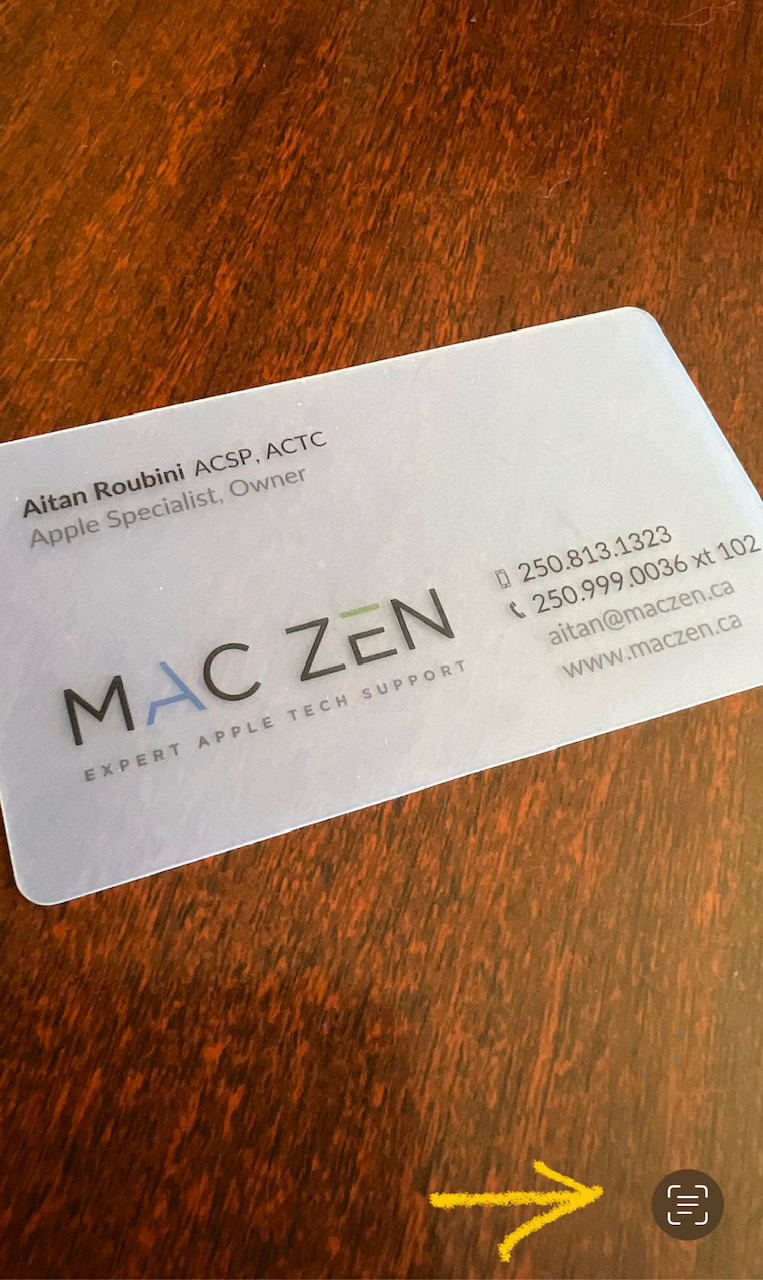 Aitan Roubini ACSP, ACTC
Apple Specialist, Owner
250.813.1323
250.999.0036 xt 102
aitan@maczen.ca
www.maczen.ca
MAC ZEN
EXPERT APPLE TECH SUPPORT